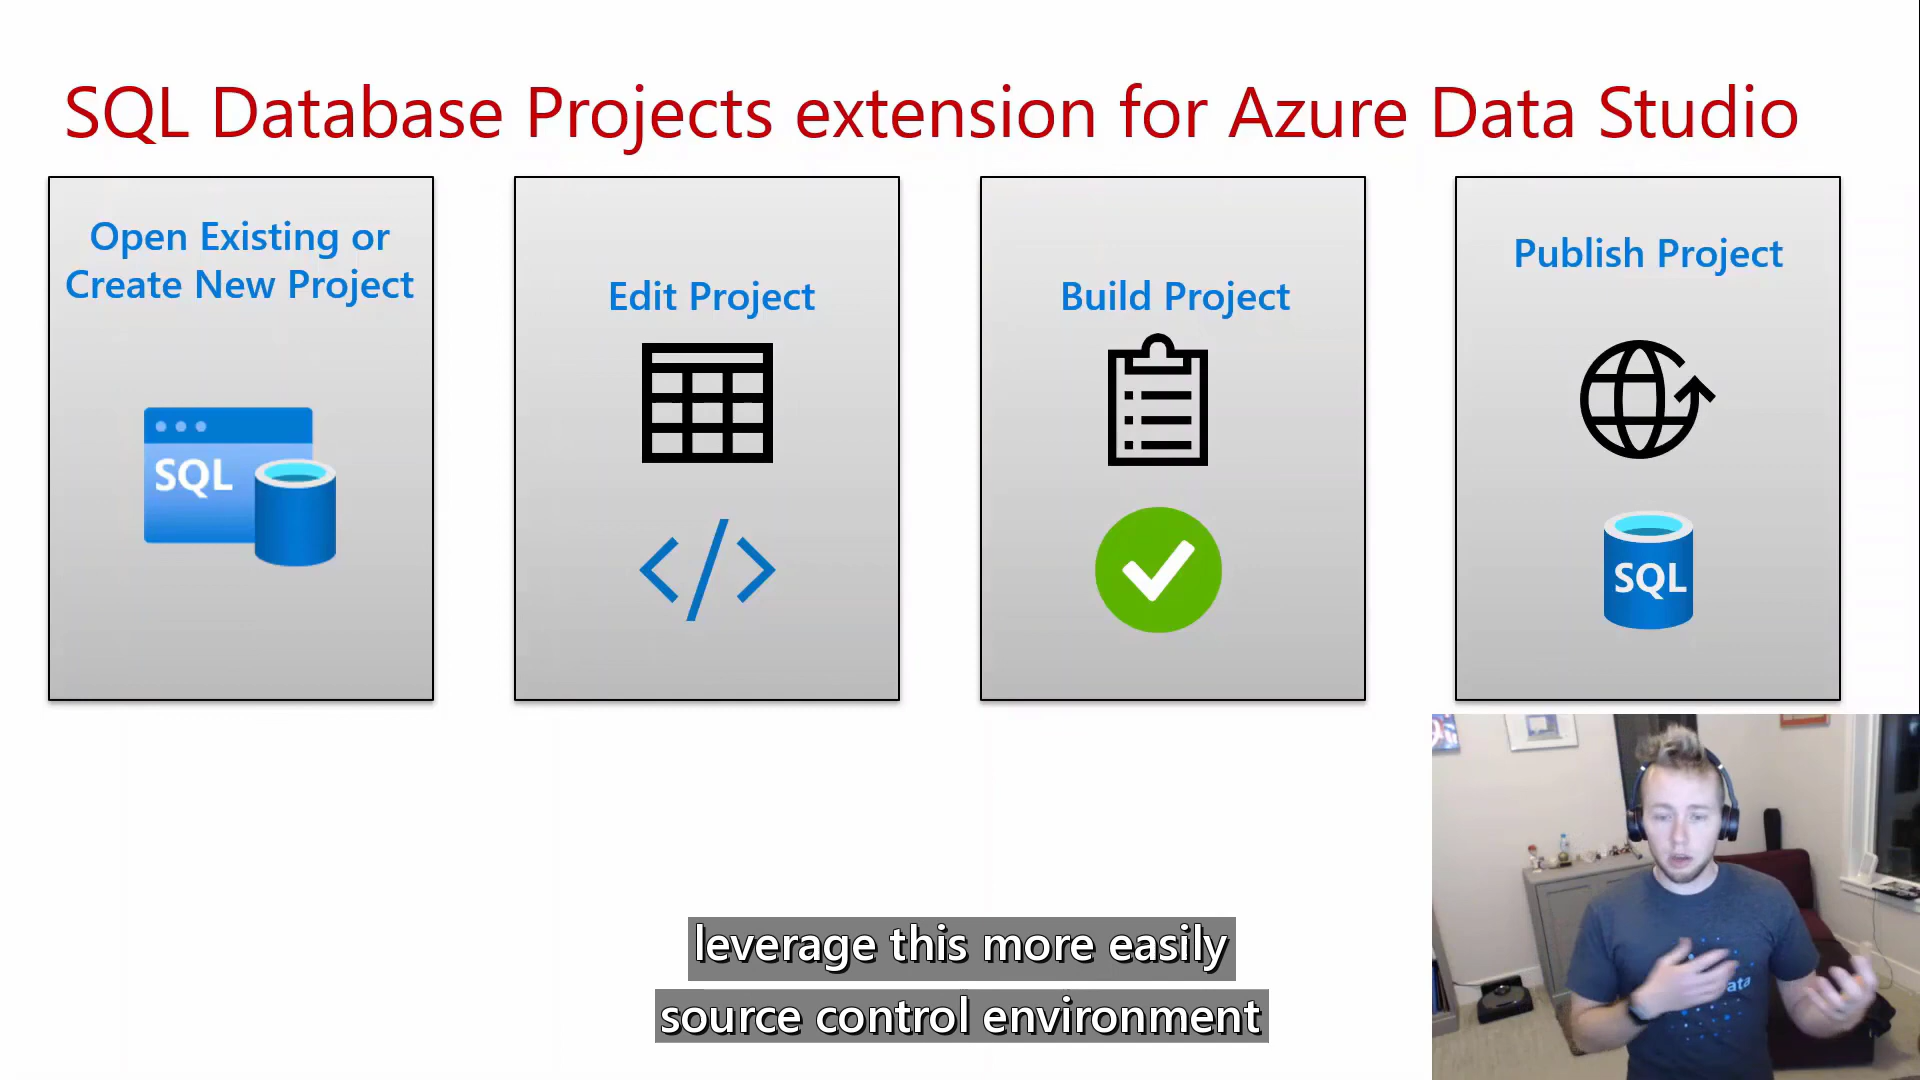 SQL Database Projects extension for Azure Data Studio
Open Existing or
Create New Project
SQL
Edit Project
</>
Build Project
Publish Project
SQL
leverage this more easily
source control environment
ata